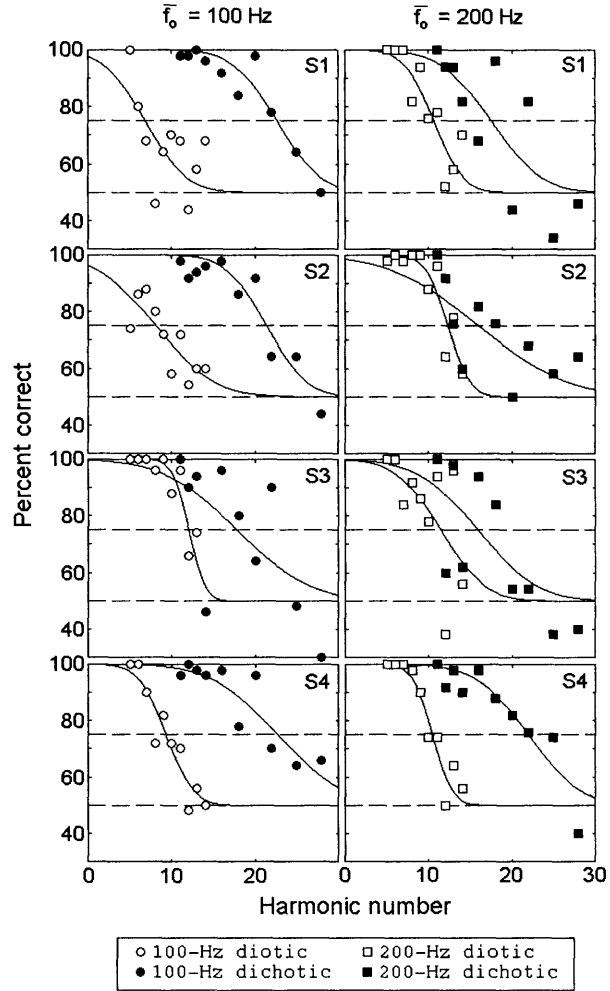 f̅o = 100 Hz
f̅o = 200 Hz
100
80
60
40
S1
S1
100
80
60
40
S2
S2
100
80
60
40
S3
S3
100
80
60
40
S4
S4
Percent correct
0 10 20 0 10 20 30
Harmonic number
100-Hz diotic
200-Hz diotic
100-Hz dichotic
200-Hz dichotic